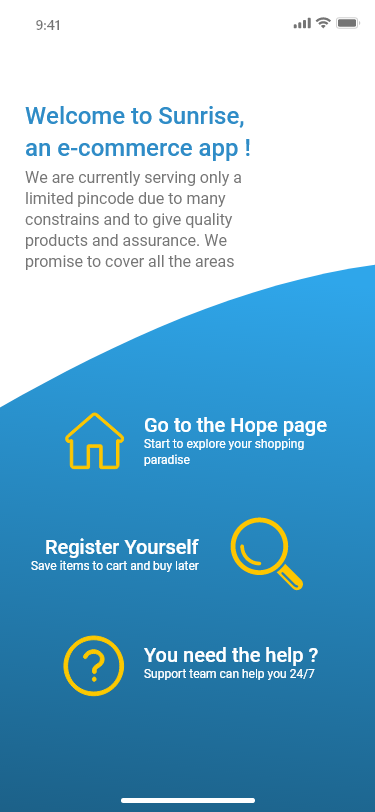 9:41
Welcome to Sunrise,
an e-commerce app !
We are currently serving only a
limited pincode due to many
constrains and to give quality
products and assurance. We
promise to cover all the areas
Go to the Hope page
Start to explore your shopping
paradise
Register Yourself
Save items to cart and buy later
You need the help ?
Support team can help you 24/7